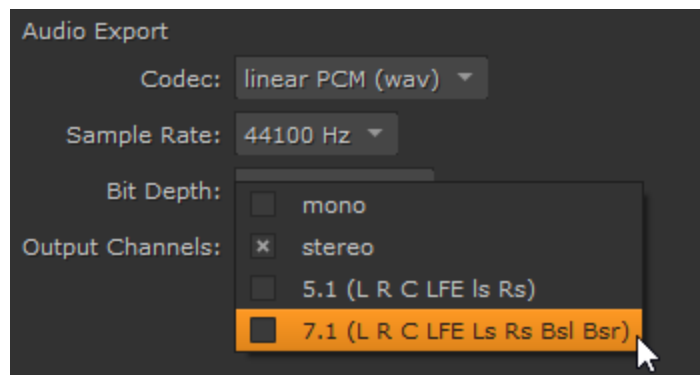 Audio Export
Codec: linear PCM (wav)
Sample Rate: 44100 Hz
Bit Depth:
mono
Output Channels: stereo
5.1 (L R C LFE ls Rs)
7.1 (L R C LFE Ls Rs Bsl Bsr)